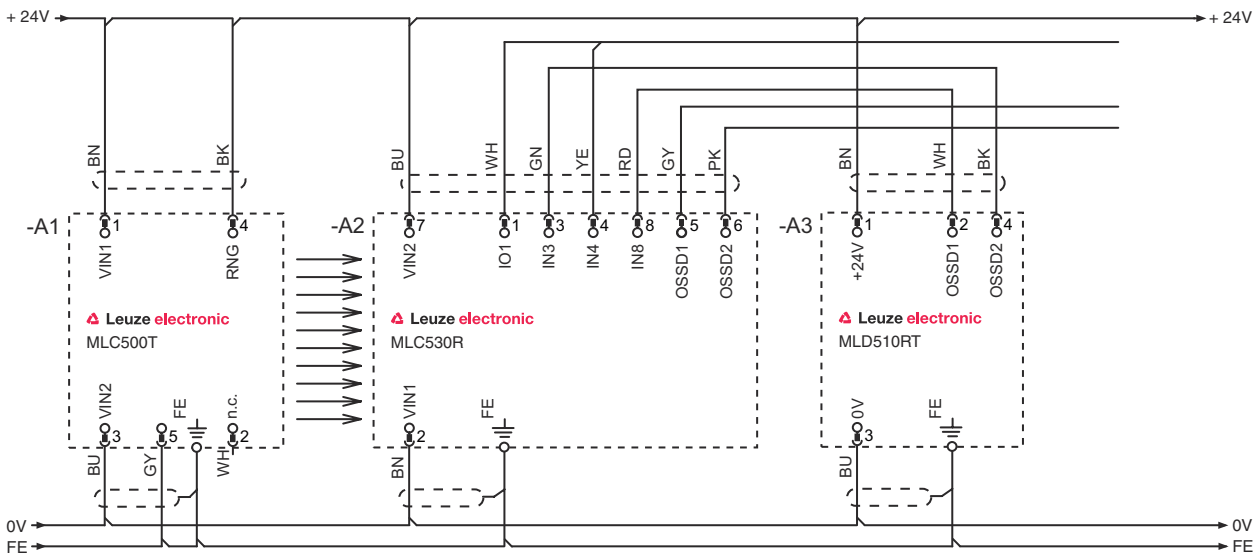 + 24V
+ 24V
BN
BK
BU
WH
GN
YE
RD
GY
PK
BN
WH
BK
-A1
1
4
-A2
7
1
3
4
8
5
6
-A3
1
2
4
VIN1
RNG
VIN2
IO1
IN3
IN4
IN8
OSSD1
OSSD2
+24V
OSSD1
OSSD2
Leuze electronic
MLC500T
Leuze electronic
MLC530R
Leuze electronic
MLD510RT
VIN2
FE
n.c.
VIN1
FE
0V
FE
3
5
2
2
3
BU
GY
WH
BN
BU
0V
0V
FE
FE